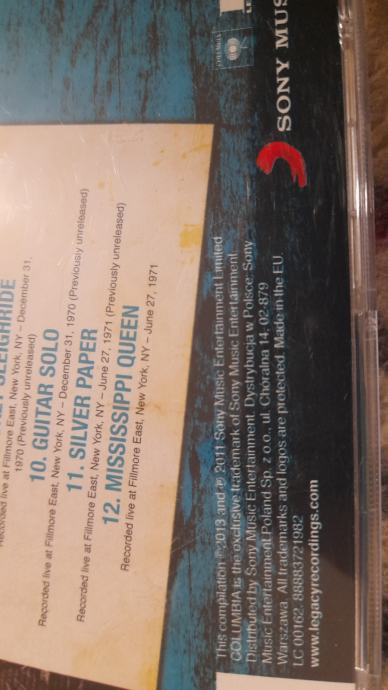 SLEIGHRIDE
Recorded live at Fillmore East, New York, NY – December 31,
1970 (Previously unreleased)
10. GUITAR SOLO
Recorded live at Fillmore East, New York, NY – December 31, 1970 (Previously unreleased)
11. SILVER PAPER
Recorded live at Fillmore East, New York, NY – June 27, 1971 (Previously unreleased)
12. MISSISSIPPI QUEEN
Recorded live at Fillmore East, New York, NY – June 27, 1971
COLUMBIA
SONY MUS
This compilation ℗ 2013 and ℗ 2011 Sony Music Entertainment Limited
COLUMBIA is the exclusive trademark of Sony Music Entertainment.
Distributed by Sony Music Entertainment. Dystrybucja w Polsce: Sony
Music Entertainment Poland Sp. z o.o., ul. Chóralna 14, 02-879
Warszawa. All trademarks and logos are protected. Made in the EU.
LC 00162. 88883721982
www.legacyrecordings.com